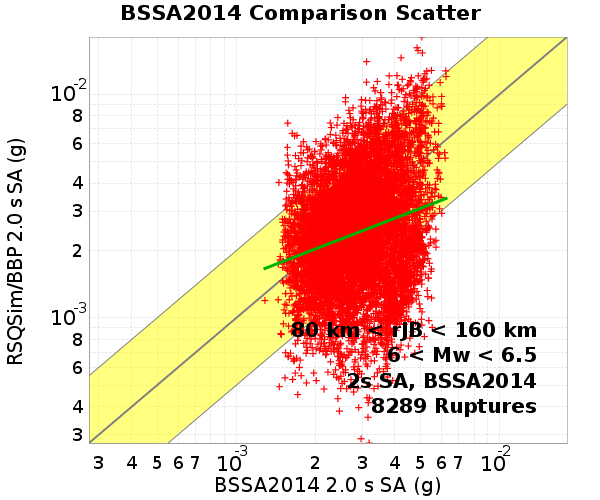 BSSA2014 Comparison Scatter
RSQSim/BBP 2.0 s SA (g)
10-2
8
6
4
3
2
10-3
8
6
4
3
80 km < rJB < 160 km
6 < Mw < 6.5
2s SA, BSSA2014
8289 Ruptures
3 4 5 6 7 10-3 2 3 4 5 6 7 10-2
BSSA2014 2.0 s SA (g)